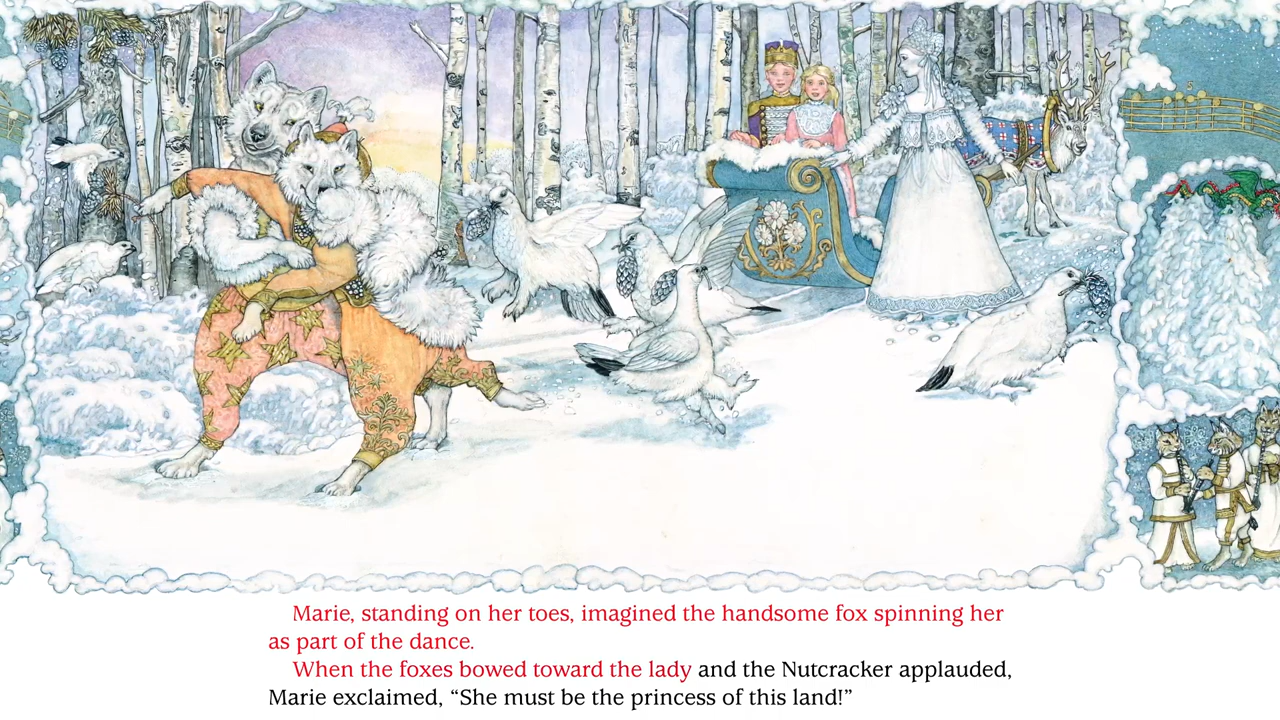 Marie, standing on her toes, imagined the handsome fox spinning her
as part of the dance.
When the foxes bowed toward the lady and the Nutcracker applauded,
Marie exclaimed, “She must be the princess of this land!”